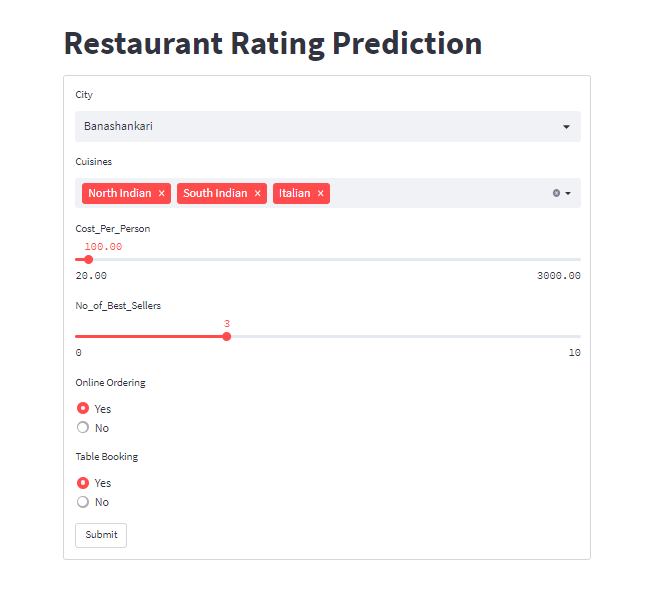 Restaurant Rating Prediction
City
Banashankari
Cuisines
North Indian × South Indian × Italian ×
Cost_Per_Person
100.00
20.00 3000.00
No_of_Best_Sellers
3
0 10
Online Ordering
Yes
No
Table Booking
Yes
No
Submit